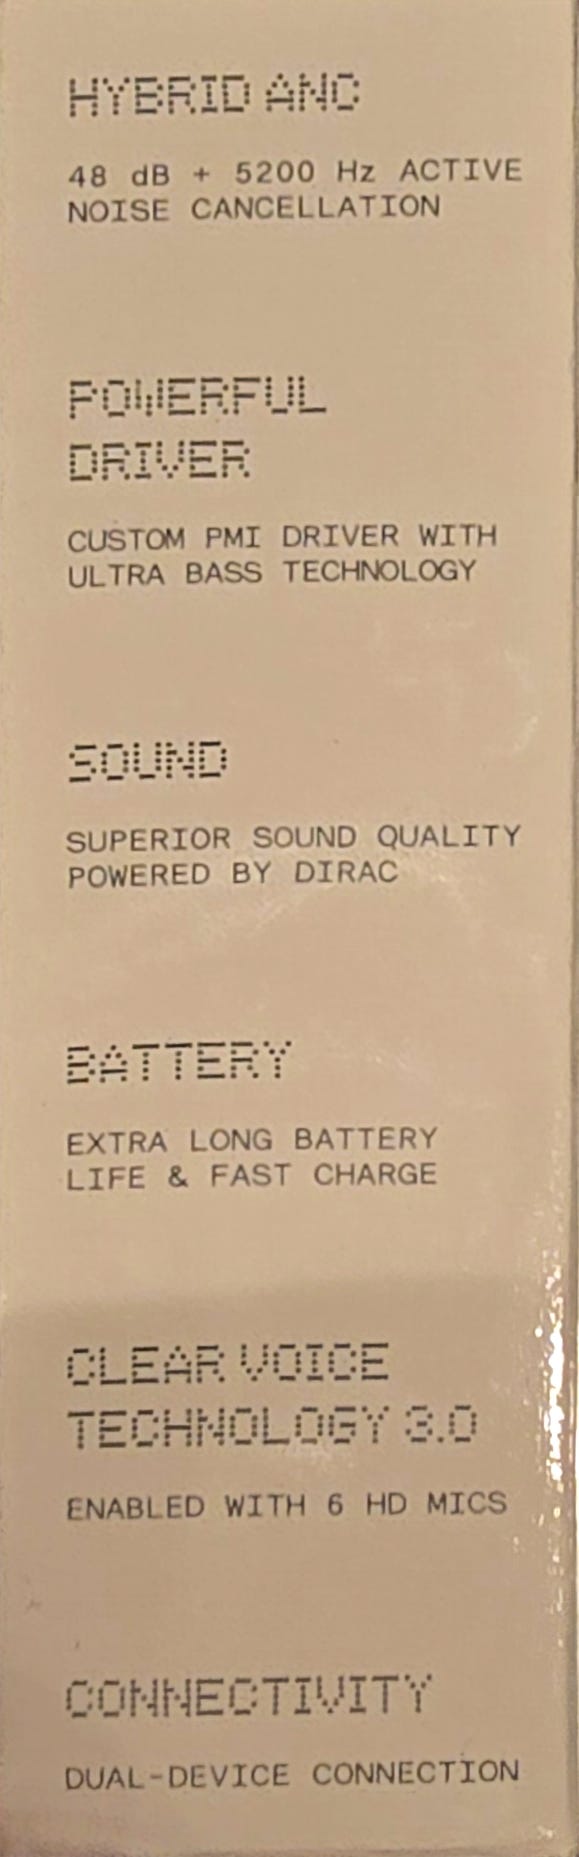 HYBRID ANC
48 dB + 5200 Hz ACTIVE
NOISE CANCELLATION
POWERFUL
DRIVER
CUSTOM PMI DRIVER WITH
ULTRA BASS TECHNOLOGY
SOUND
SUPERIOR SOUND QUALITY
POWERED BY DIRAC
BATTERY
EXTRA LONG BATTERY
LIFE & FAST CHARGE
CLEAR VOICE
TECHNOLOGY 3.0
ENABLED WITH 6 HD MICS
CONNECTIVITY
DUAL-DEVICE CONNECTION